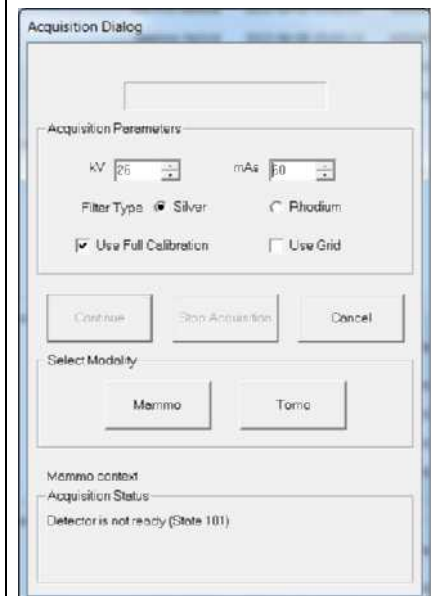 Acquisition Dialog
Acquisition Parameters
kV 26 mAs 60
Filter Type Silver Rhodium
Use Full Calibration Use Grid
Continue Stop Acquisition Cancel
Select Modality
Mammo Tomo
Mammo context
Acquisition Status
Detector is not ready (State 101)